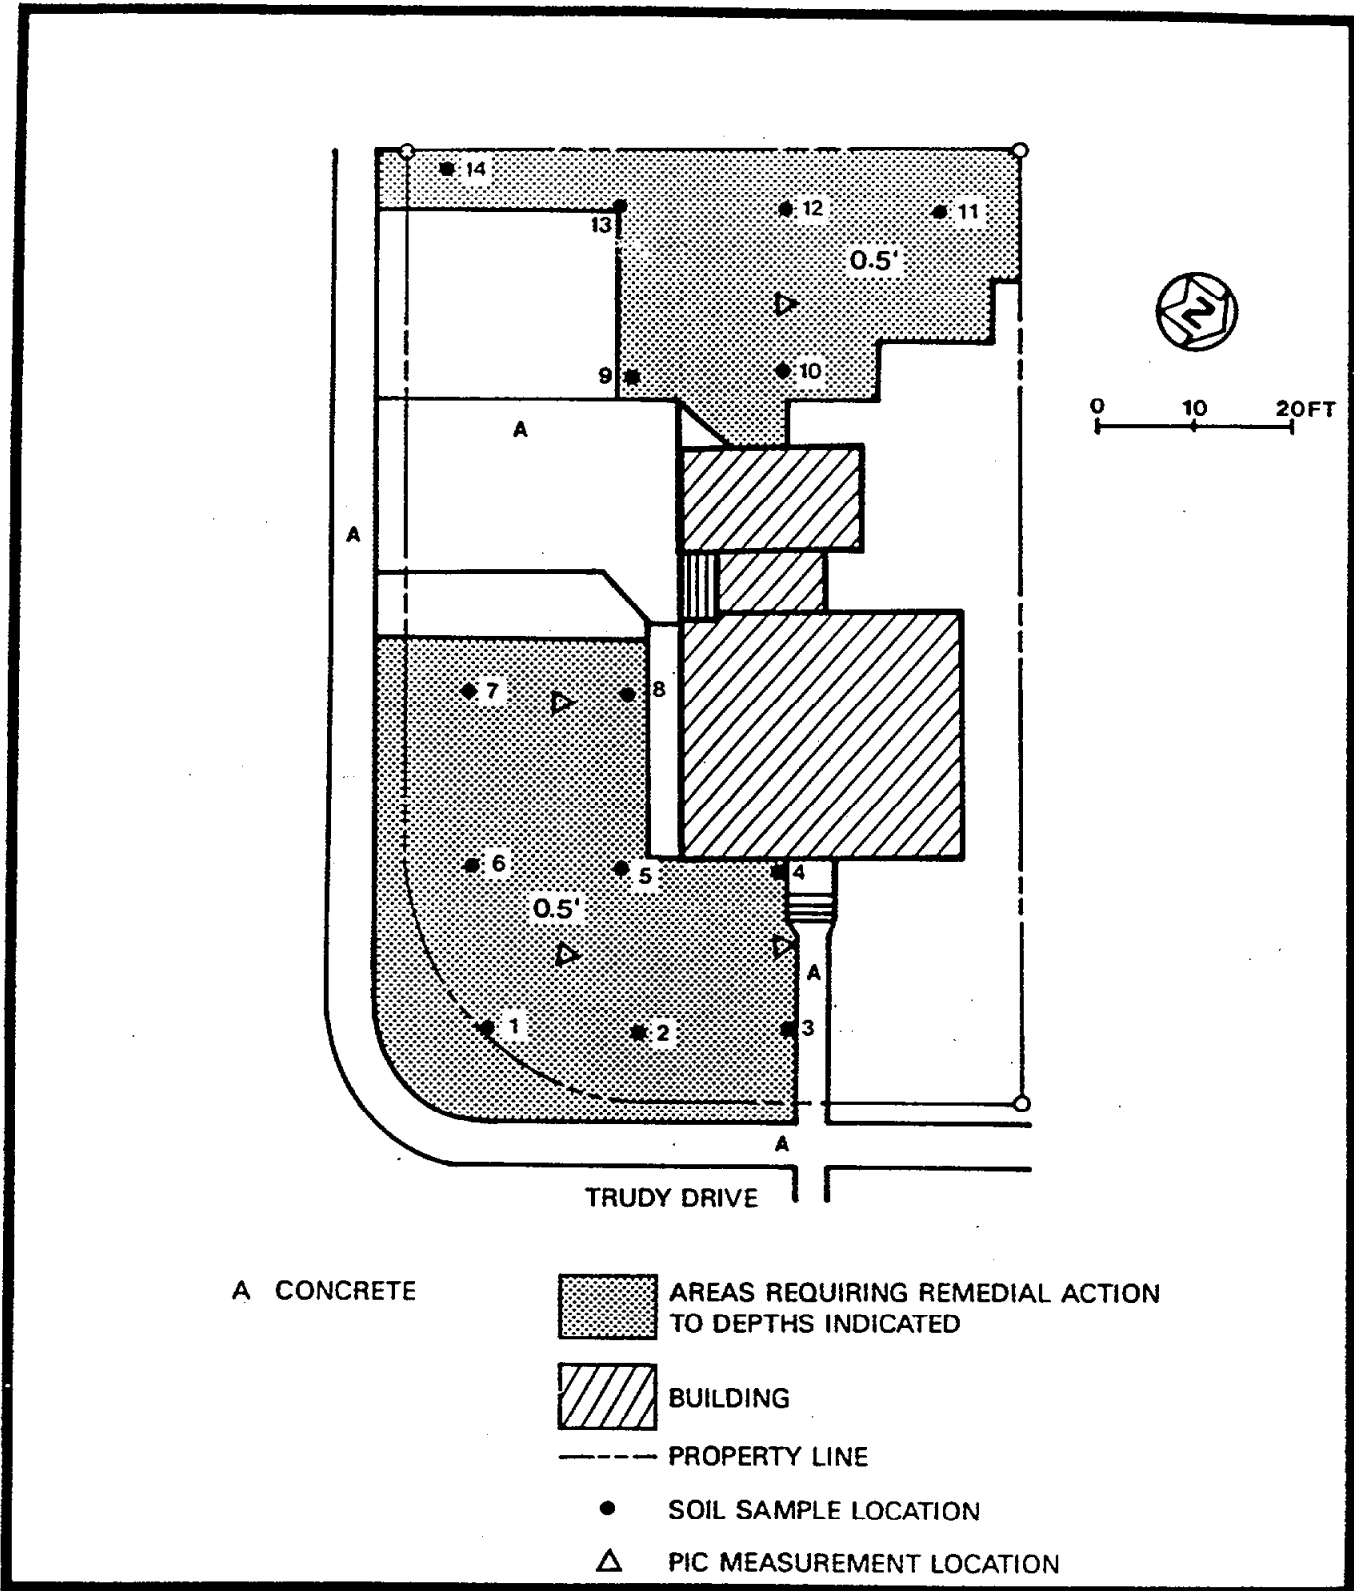 14
13
12
11
0.5'
N
9
10
0 10 20FT
A
A
7
8
6
5
4
0.5'
A
1
2
3
A
TRUDY DRIVE
A CONCRETE
AREAS REQUIRING REMEDIAL ACTION
TO DEPTHS INDICATED
BUILDING
PROPERTY LINE
SOIL SAMPLE LOCATION
PIC MEASUREMENT LOCATION